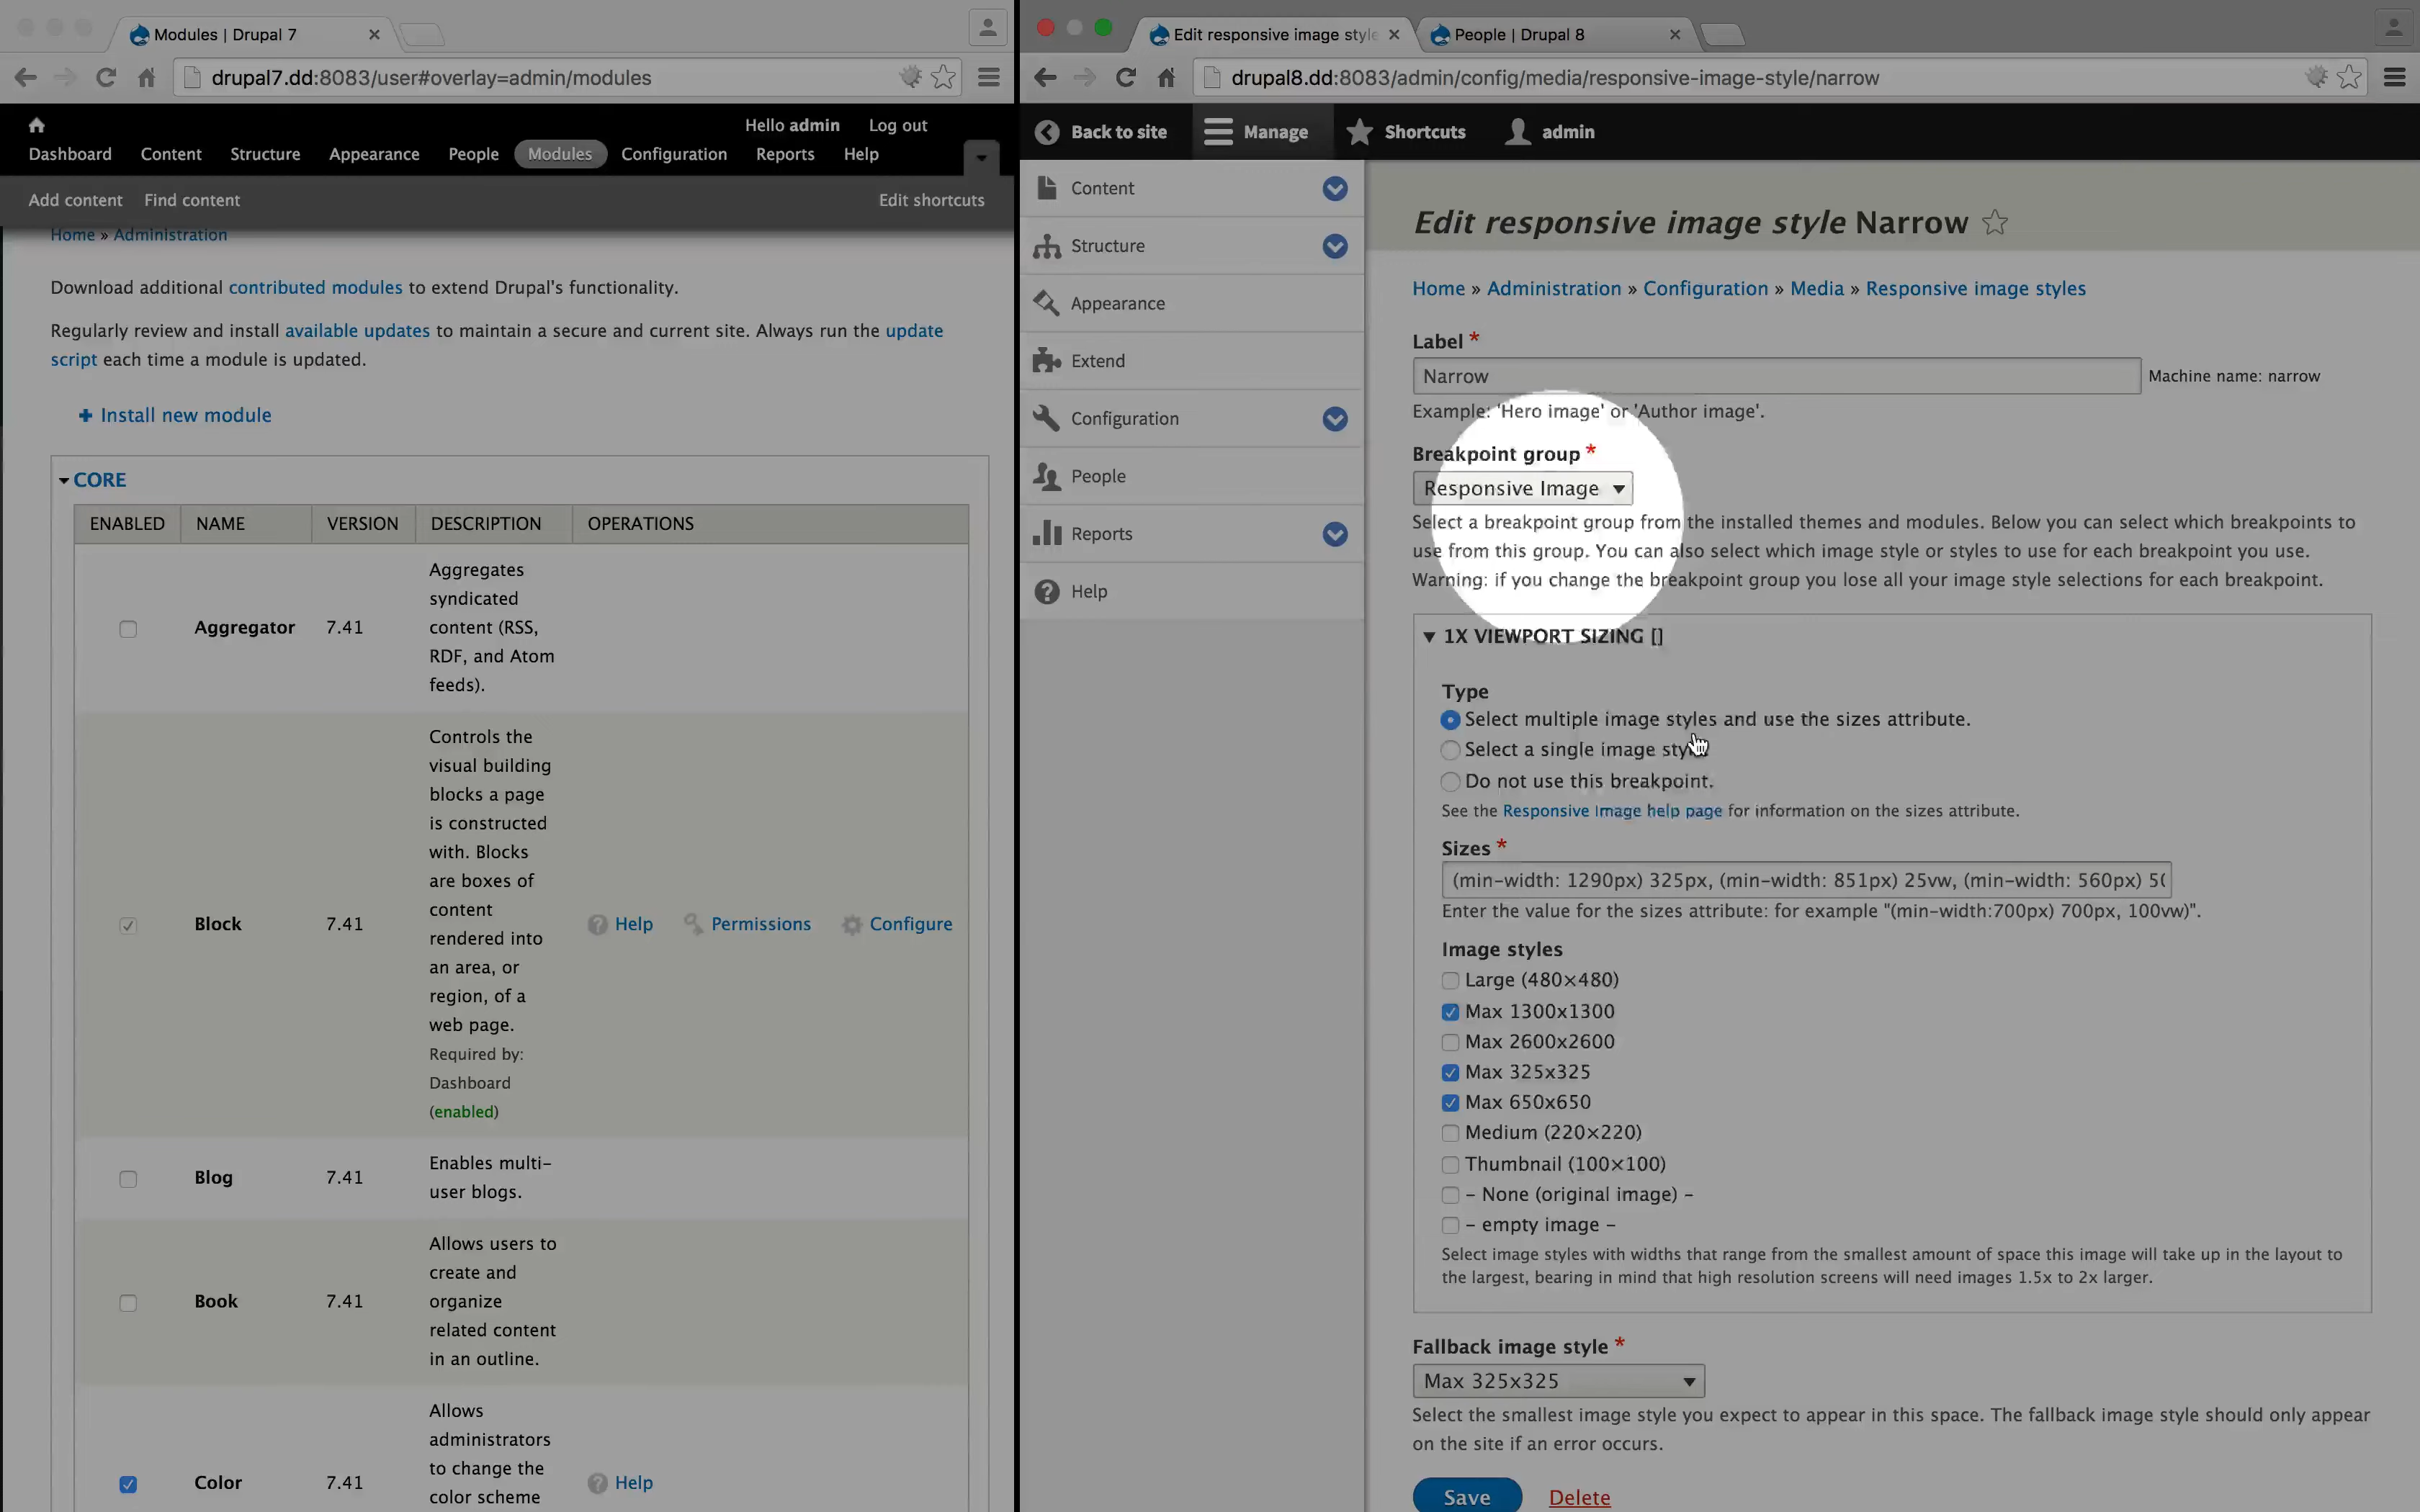 Modules | Drupal 7
drupal7.dd:8083/user#overlay=admin/modules
Hello admin Log out
Dashboard Content Structure Appearance People Modules Configuration Reports Help
Add content Find content Edit shortcuts
Home » Administration
Download additional contributed modules to extend Drupal's functionality.
Regularly review and install available updates to maintain a secure and current site. Always run the update
script each time a module is updated.
+ Install new module
CORE
ENABLED NAME VERSION DESCRIPTION OPERATIONS
Aggregator 7.41
Aggregates
syndicated
content (RSS,
RDF, and Atom
feeds).
Block 7.41
Controls the
visual building
blocks a page
is constructed
with. Blocks
are boxes of
content
rendered into
an area, or
region, of a
web page.
Required by:
Dashboard
(enabled)
Help Permissions Configure
Blog 7.41
Enables multi-
user blogs.
Book 7.41
Allows users to
create and
organize
related content
in an outline.
Color 7.41
Allows
administrators
to change the
color scheme
Help
Edit responsive image style
People | Drupal 8
drupal8.dd:8083/admin/config/media/responsive-image-style/narrow
Back to site Manage Shortcuts admin
Content
Structure
Appearance
Extend
Configuration
People
Reports
Help
Edit responsive image style Narrow
Home » Administration » Configuration » Media » Responsive image styles
Label *
Narrow
Machine name: narrow
Example: 'Hero image' or 'Author image'.
Breakpoint group *
Responsive Image
Select a breakpoint group from the installed themes and modules. Below you can select which breakpoints to
use from this group. You can also select which image style or styles to use for each breakpoint you use.
Warning: if you change the breakpoint group you lose all your image style selections for each breakpoint.
1X VIEWPORT SIZING []
Type
Select multiple image styles and use the sizes attribute.
Select a single image
Do not use this breakpoint.
See the Responsive Image help page for information on the sizes attribute.
Sizes *
(min-width: 1290px) 325px, (min-width: 851px) 25vw, (min-width: 560px)
Enter the value for the sizes attribute: for example "(min-width:700px) 700px, 100vw)".
Image styles
Large (480×480)
Max 1300x1300
Max 2600x2600
Max 325x325
Max 650x650
Medium (220×220)
Thumbnail (100×100)
- None (original image) -
- empty image -
Select image styles with widths that range from the smallest amount of space this image will take up in the layout to
the largest, bearing in mind that high resolution screens will need images 1.5x to 2x larger.
Fallback image style *
Max 325x325
Select the smallest image style you expect to appear in this space. The fallback image style should only appear
on the site if an error occurs.
Save Delete